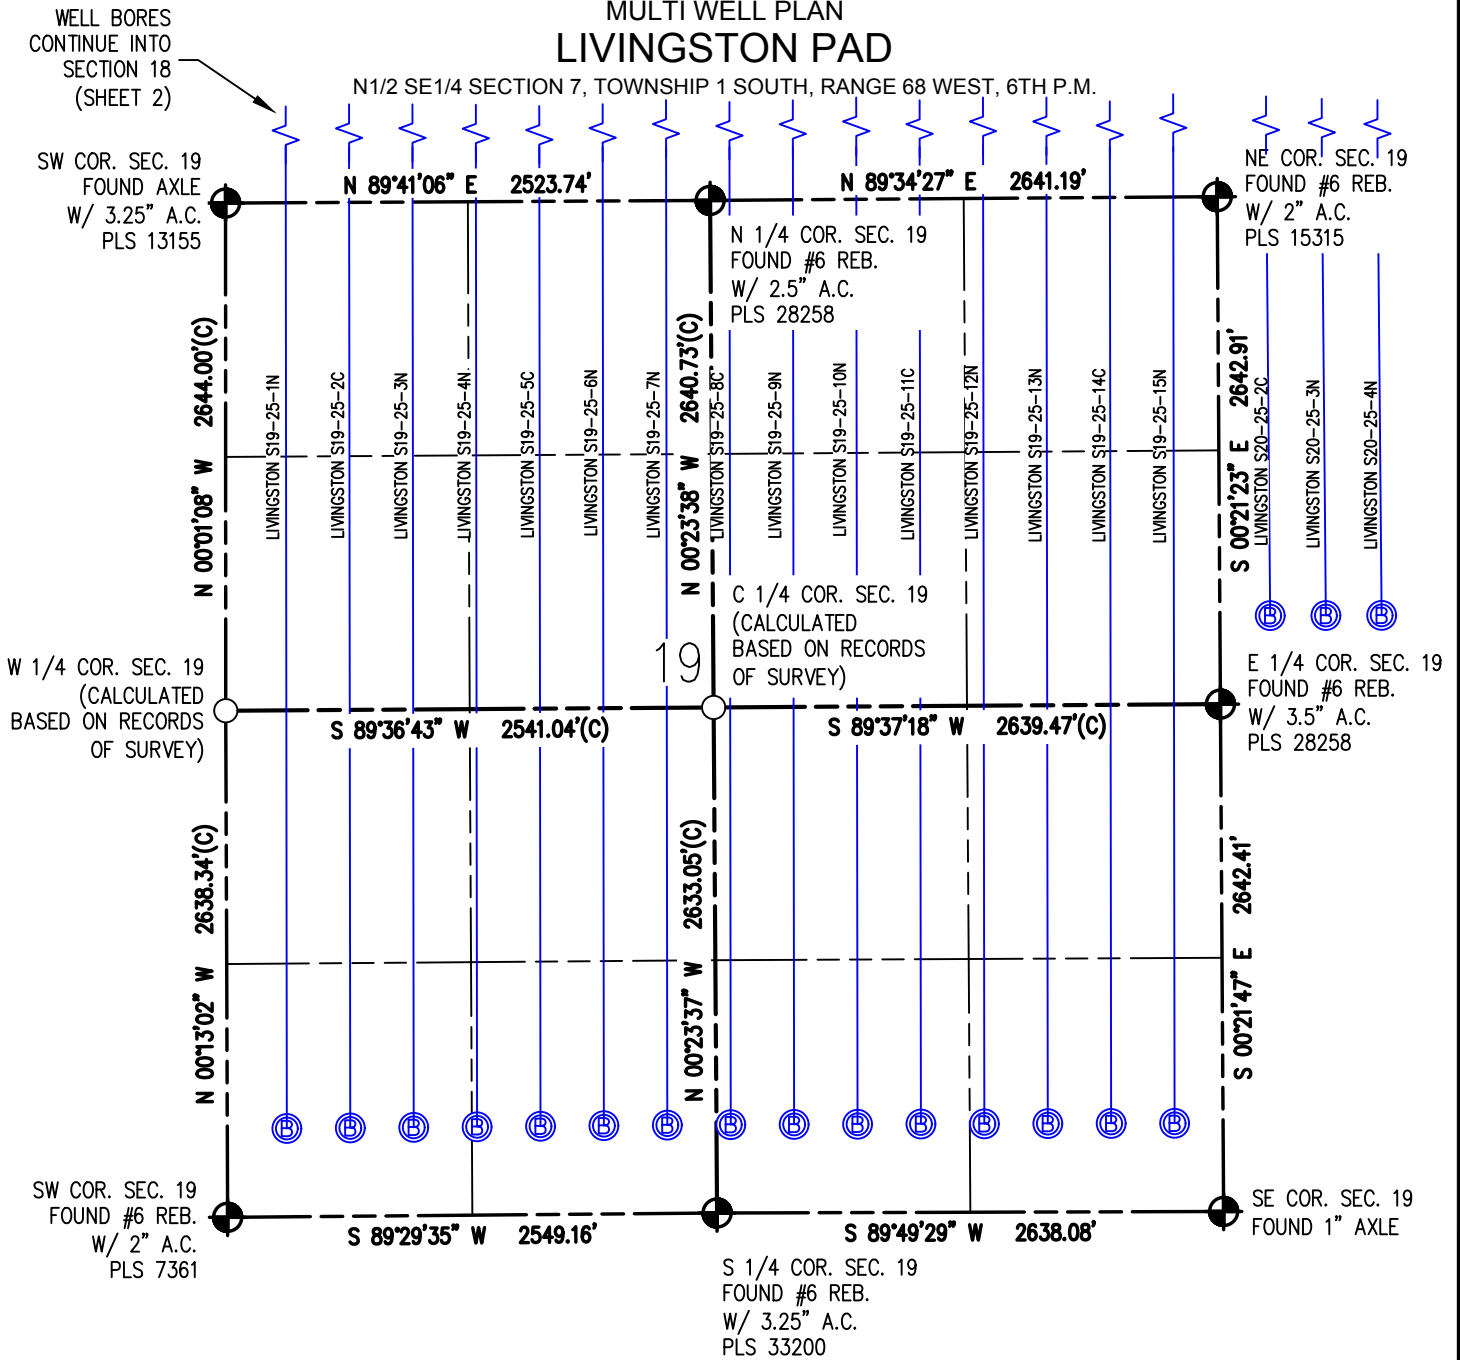 MULTI WELL PLAN
LIVINGSTON PAD
N1/2 SE1/4 SECTION 7, TOWNSHIP 1 SOUTH, RANGE 68 WEST, 6TH P.M.
WELL BORES
CONTINUE INTO
SECTION 18
(SHEET 2)
SW COR. SEC. 19
FOUND AXLE
W/ 3.25" A.C.
PLS 13155
N 89°41'06" E 2523.74'
N 89°34'27" E 2641.19'
NE COR. SEC. 19
FOUND #6 REB.
W/ 2" A.C.
PLS 15315
N 1/4 COR. SEC. 19
FOUND #6 REB.
W/ 2.5" A.C.
PLS 28258
N 00°01'08" W 2644.00'(C)
LIVINGSTON S19-25-1N
LIVINGSTON S19-25-2C
LIVINGSTON S19-25-3N
LIVINGSTON S19-25-4N
LIVINGSTON S19-25-5C
LIVINGSTON S19-25-6N
LIVINGSTON S19-25-7N
N 00°23'38" W 2640.73'(C)
LIVINGSTON S19-25-8C
LIVINGSTON S19-25-9N
LIVINGSTON S19-25-10N
LIVINGSTON S19-25-11C
LIVINGSTON S19-25-12N
LIVINGSTON S19-25-13N
LIVINGSTON S19-25-14C
LIVINGSTON S19-25-15N
S 00°21'23" E 2642.91'
LIVINGSTON S20-25-2C
LIVINGSTON S20-25-3N
LIVINGSTON S20-25-4N
B B B
C 1/4 COR. SEC. 19
(CALCULATED
BASED ON RECORDS
OF SURVEY)
19
W 1/4 COR. SEC. 19
(CALCULATED
BASED ON RECORDS
OF SURVEY)
E 1/4 COR. SEC. 19
FOUND #6 REB.
W/ 3.5" A.C.
PLS 28258
S 89°36'43" W 2541.04'(C)
S 89°37'18" W 2639.47'(C)
N 00°13'02" W 2638.34'(C)
N 00°23'37" W 2633.05'(C)
S 00°21'47" E 2642.41'
B B B B B B B B B B B B B B B
SW COR. SEC. 19
FOUND #6 REB.
W/ 2" A.C.
PLS 7361
S 89°29'35" W 2549.16'
S 89°49'29" W 2638.08'
SE COR. SEC. 19
FOUND 1" AXLE
S 1/4 COR. SEC. 19
FOUND #6 REB.
W/ 3.25" A.C.
PLS 33200